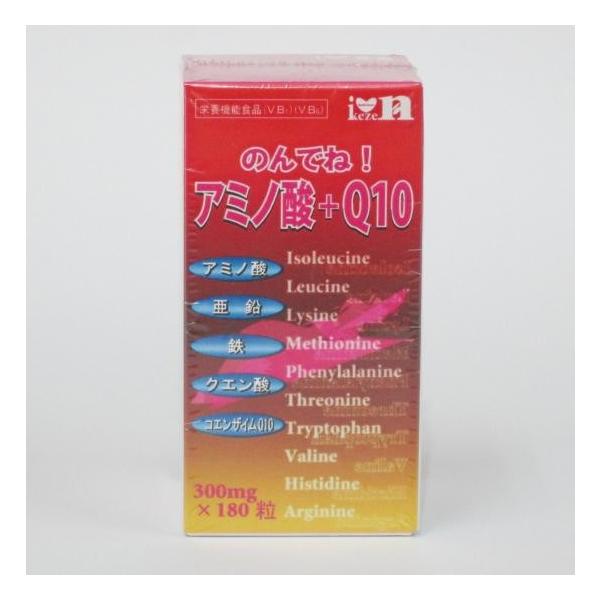 栄養機能食品(VB₁)(VB₆)
ikeze n
のんでね！
アミノ酸+Q10
アミノ酸
亜鉛
鉄
クエン酸
コエンザイムQ10
Isoleucine
Leucine
Lysine
Methionine
Phenylalanine
Threonine
Tryptophan
Valine
Histidine
Arginine
300mg
×180粒